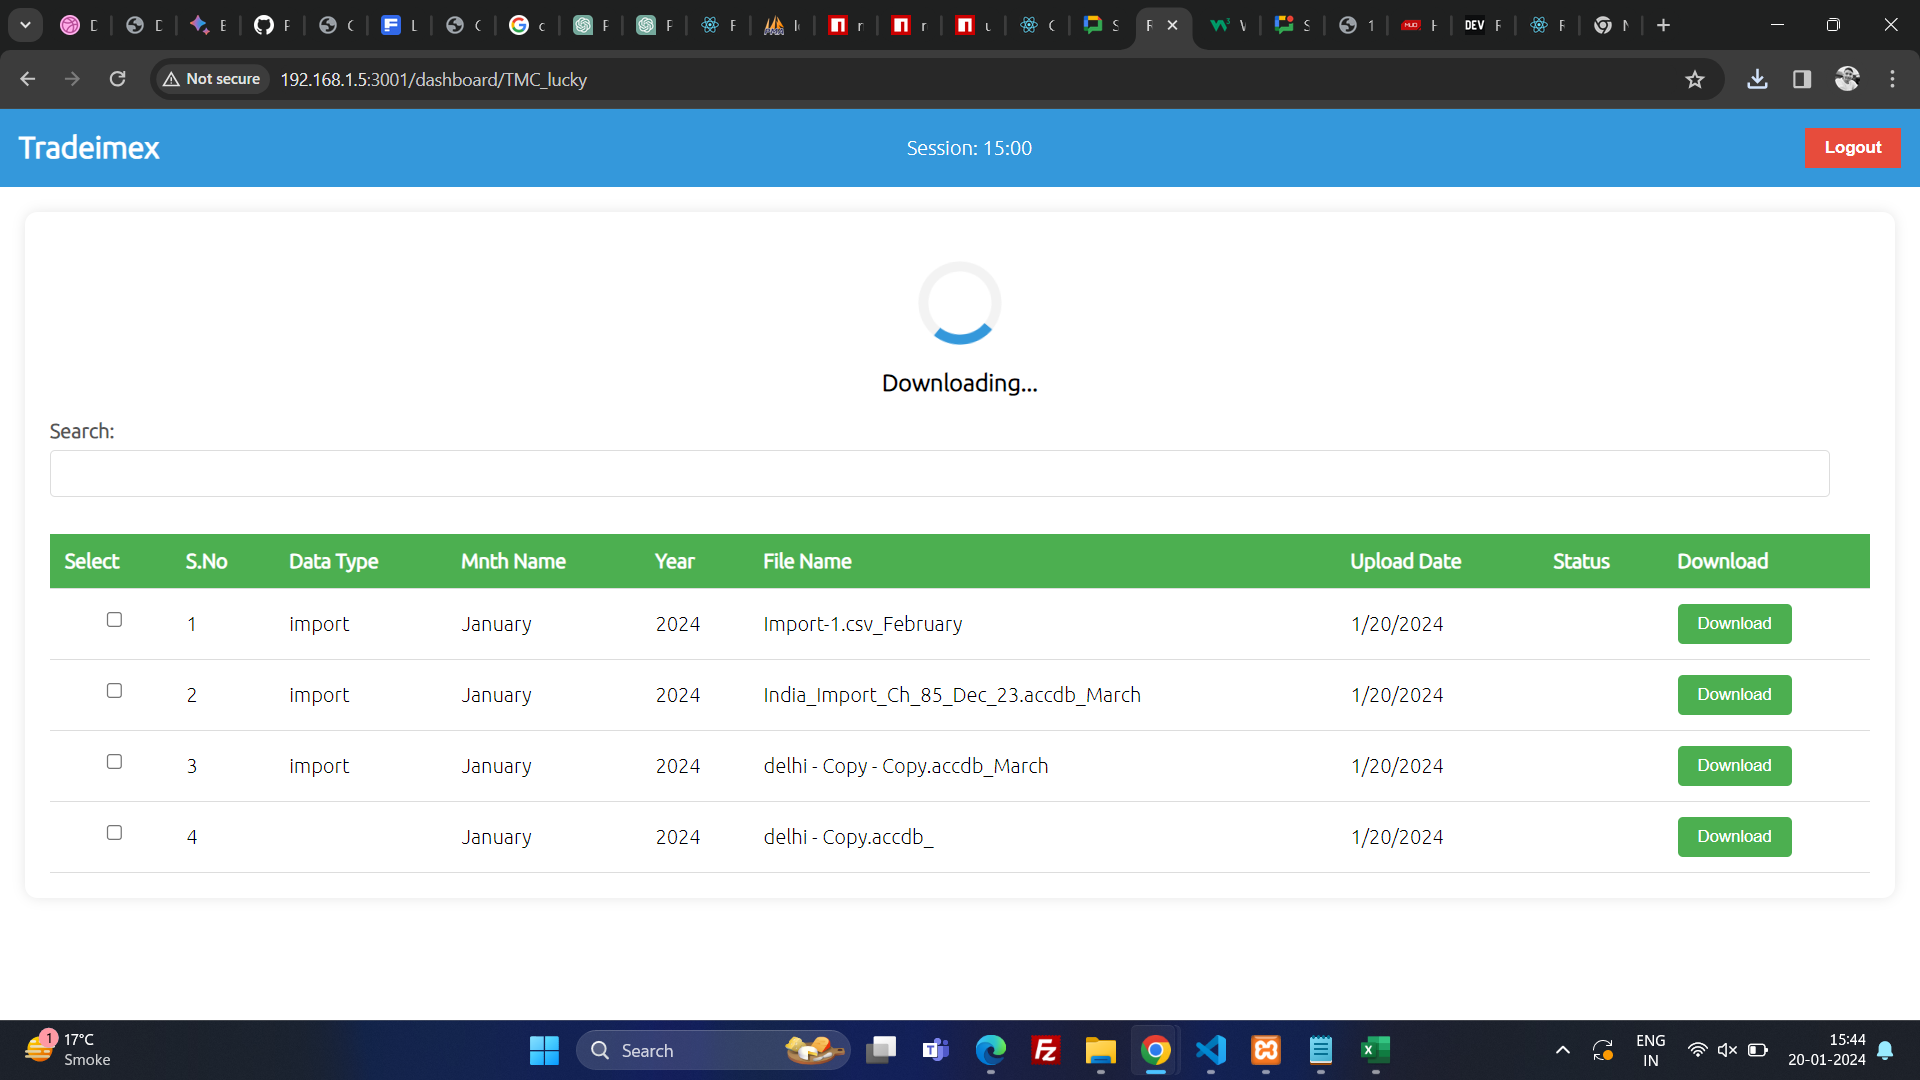 Not secure 192.168.1.5:3001/dashboard/TMC_lucky
Tradeimex
Session: 15:00
Logout
Downloading...
Search:
Select S.No Data Type Mnth Name Year File Name Upload Date Status Download
1 import January 2024 Import-1.csv_February 1/20/2024 Download
2 import January 2024 India_Import_Ch_85_Dec_23.accdb_March 1/20/2024 Download
3 import January 2024 delhi - Copy - Copy.accdb_March 1/20/2024 Download
4 January 2024 delhi - Copy.accdb_ 1/20/2024 Download
1
17°C
Smoke
Search
ENG
IN
15:44
20-01-2024